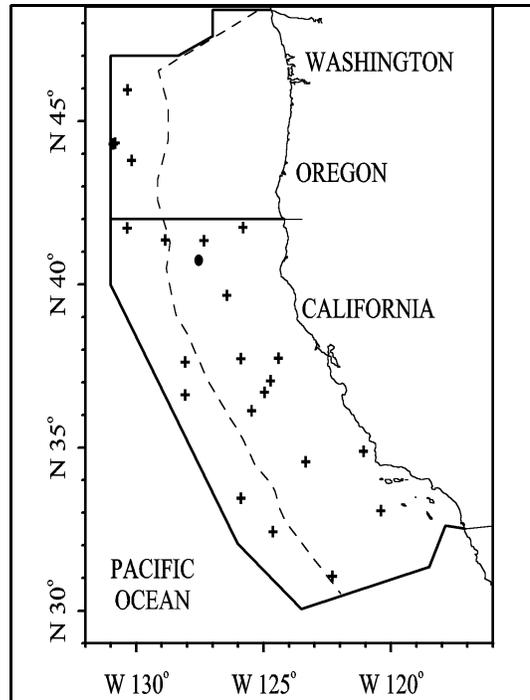 WASHINGTON
N 45°
OREGON
N 40°
CALIFORNIA
N 35°
PACIFIC
OCEAN
N 30°
W 130° W 125° W 120°